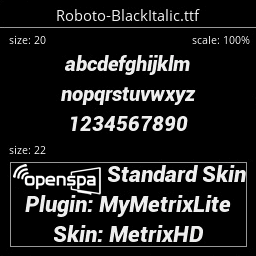 Roboto-BlackItalic.ttf
size: 20 scale: 100%
abcdefghijklm
nopqrstuvwxyz
1234567890
size: 22
openspa Standard Skin
Plugin: MyMetrixLite
Skin: MetrixHD